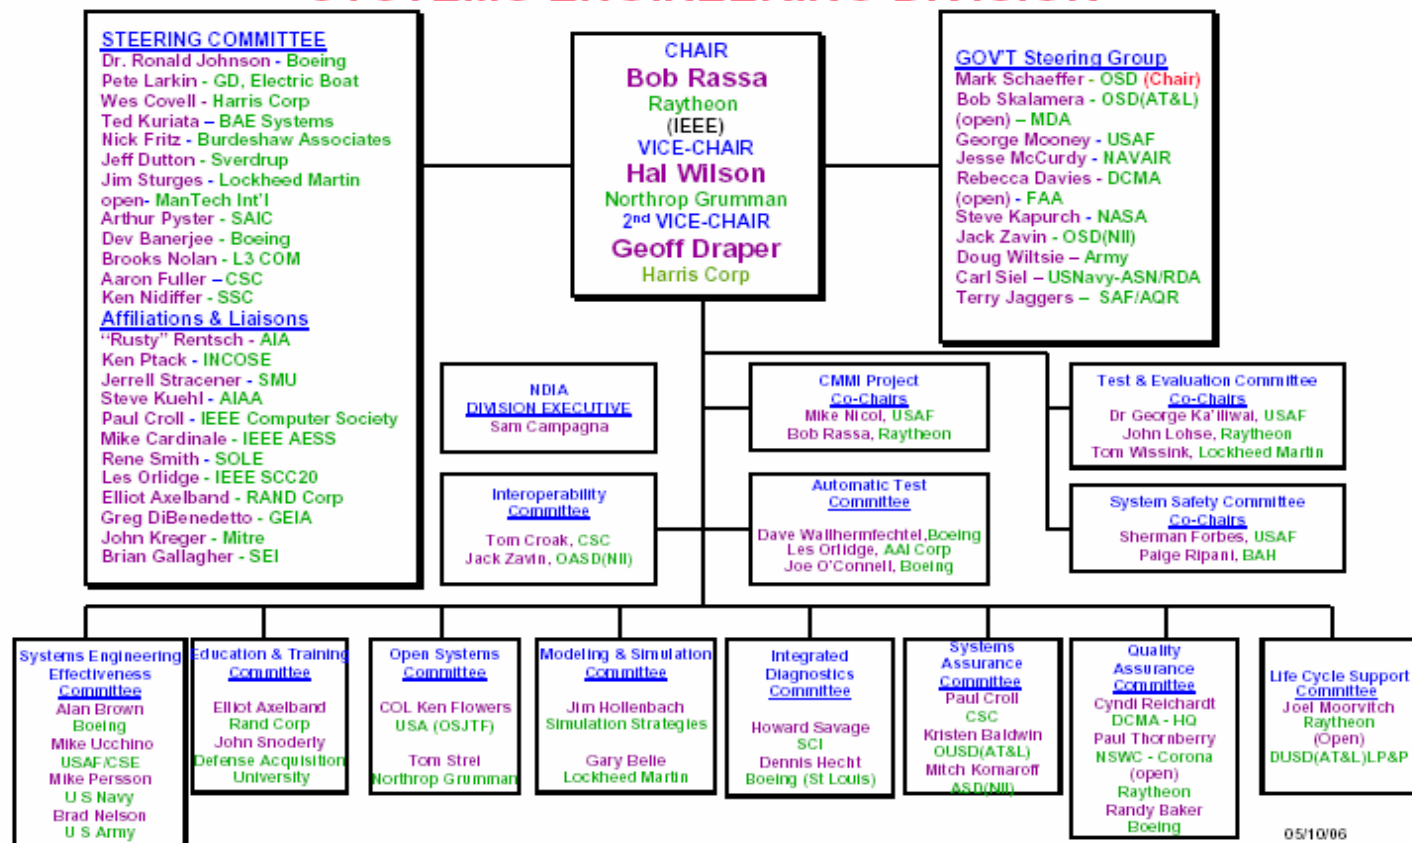 SYSTEMS ENGINEERING DIVISION
STEERING COMMITTEE
Dr. Ronald Johnson - Boeing
Pete Larkin - GD, Electric Boat
Wes Covell - Harris Corp
Ted Kuriata – BAE Systems
Nick Fritz - Burdeshaw Associates
Jeff Dutton - Sverdrup
Jim Sturges - Lockheed Martin
open- ManTech Int'l
Arthur Pyster - SAIC
Dev Banerjee - Boeing
Brooks Nolan - L3 COM
Aaron Fuller – CSC
Ken Nidiffer - SSC
Affiliations & Liaisons
“Rusty” Rentsch - AIA
Ken Ptack - INCOSE
Jerrell Stracener - SMU
Steve Kuehl - AIAA
Paul Croll - IEEE Computer Society
Mike Cardinale - IEEE AESS
Rene Smith - SOLE
Les Orlidge - IEEE SCC20
Elliot Axelband - RAND Corp
Greg DiBenedetto - GEIA
John Kreger - Mitre
Brian Gallagher - SEI
CHAIR
Bob Rassa
Raytheon
(IEEE)
VICE-CHAIR
Hal Wilson
Northrop Grumman
2nd VICE-CHAIR
Geoff Draper
Harris Corp
GOV'T Steering Group
Mark Schaeffer - OSD (Chair)
Bob Skalamera - OSD(AT&L)
(open) – MDA
George Mooney - USAF
Jesse McCurdy - NAVAIR
Rebecca Davies - DCMA
(open) - FAA
Steve Kapurch - NASA
Jack Zavin - OSD(NII)
Doug Wiltsie – Army
Carl Siel – USNavy-ASN/RDA
Terry Jaggers – SAF/AQR
NDIA
DIVISION EXECUTIVE
Sam Campagna
CMMI Project
Co-Chairs
Mike Nicol, USAF
Bob Rassa, Raytheon
Test & Evaluation Committee
Co-Chairs
Dr George Ka'iliwai, USAF
John Lohse, Raytheon
Tom Wissink, Lockheed Martin
Interoperability
Committee
Tom Croak, CSC
Jack Zavin, OASD(NII)
Automatic Test
Committee
Dave Wallhermfechtel,Boeing
Les Orlidge, AAI Corp
Joe O'Connell, Boeing
System Safety Committee
Co-Chairs
Sherman Forbes, USAF
Paige Ripani, BAH
Systems Engineering
Effectiveness
Committee
Alan Brown
Boeing
Mike Ucchino
USAF/CSE
Mike Persson
U S Navy
Brad Nelson
U S Army
Education & Training
Committee
Elliot Axelband
Rand Corp
John Snoderly
Defense Acquisition
University
Open Systems
Committee
COL Ken Flowers
USA (OSJTF)
Tom Strei
Northrop Grumman
Modeling & Simulation
Committee
Jim Hollenbach
Simulation Strategies
Gary Belie
Lockheed Martin
Integrated
Diagnostics
Committee
Howard Savage
SCI
Dennis Hecht
Boeing (St Louis)
Systems
Assurance
Committee
Paul Croll
CSC
Kristen Baldwin
OUSD(AT&L)
Mitch Komaroff
ASD(NII)
Quality
Assurance
Committee
Cyndi Reichardt
DCMA - HQ
Paul Thornberry
NSWC - Corona
(open)
Raytheon
Randy Baker
Boeing
Life Cycle Support
Committee
Joel Moorvitch
Raytheon
(Open)
DUSD(AT&L)LP&P
05/10/06